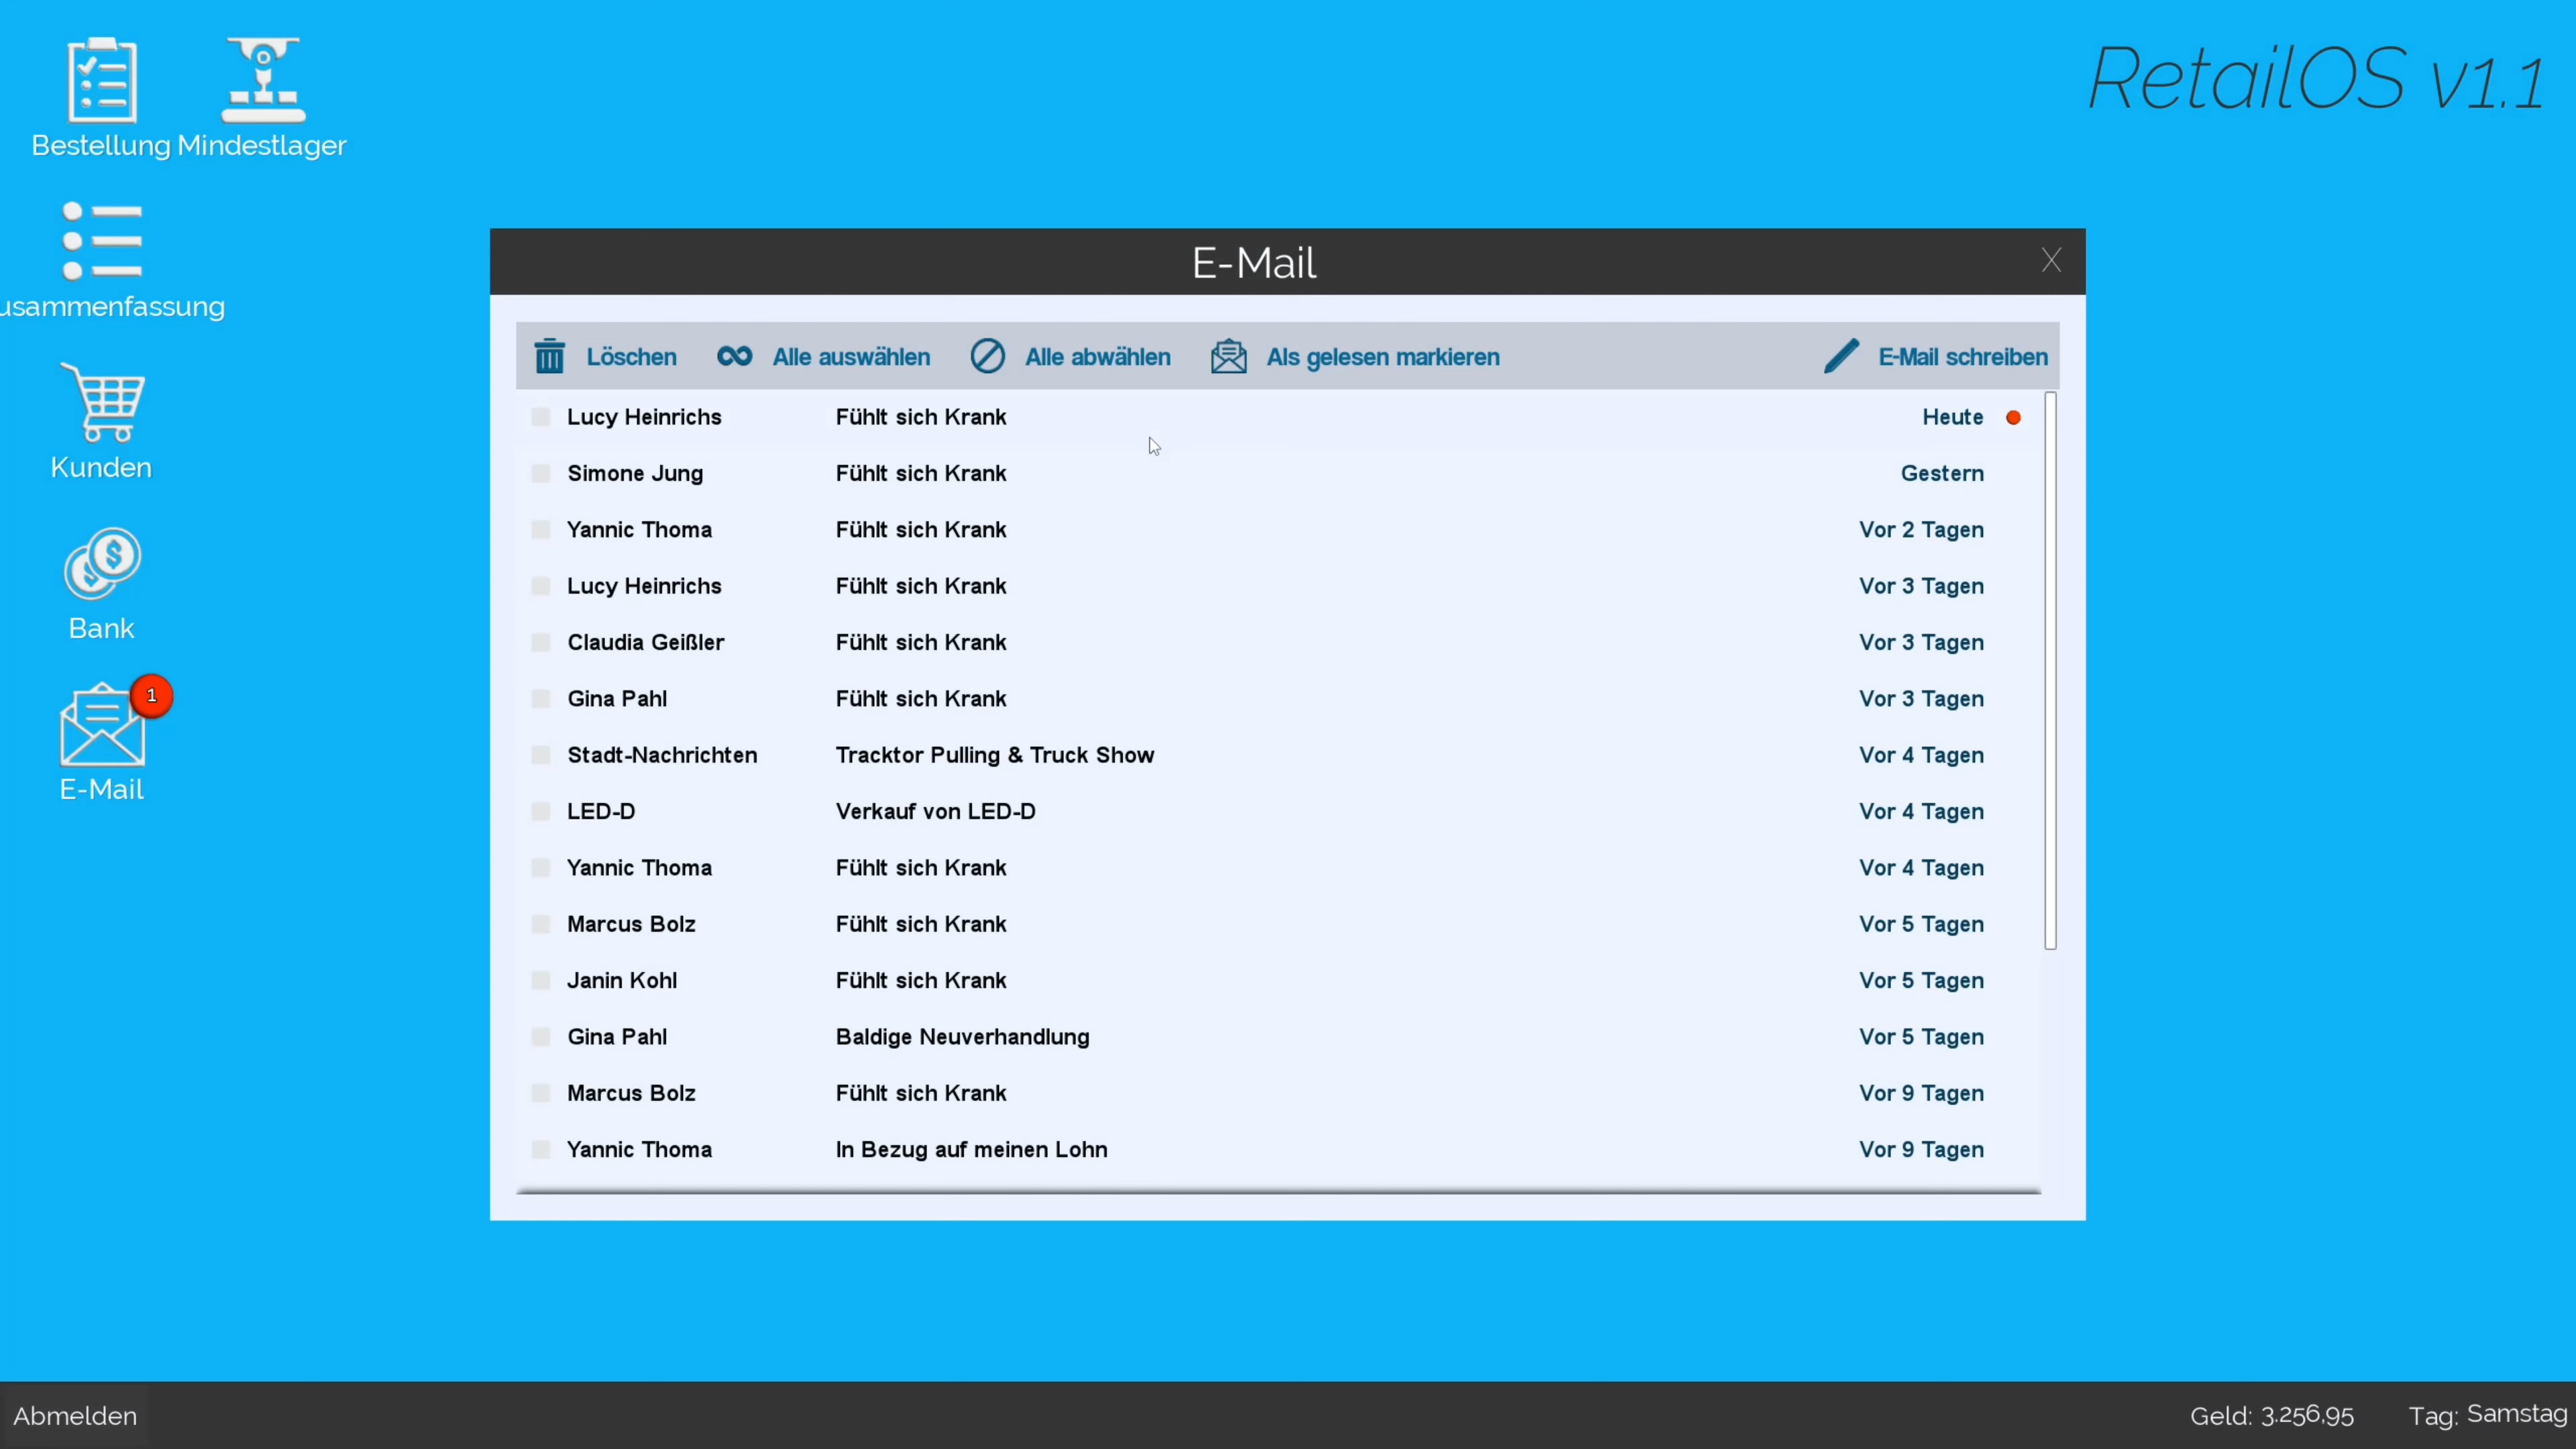 Bestellung Mindestlager
RetailOS v1.1
usammenfassung
Kunden
Bank
1
E-Mail
E-Mail X
Löschen Alle auswählen Alle abwählen Als gelesen markieren E-Mail schreiben
Lucy Heinrichs Fühlt sich Krank Heute
Simone Jung Fühlt sich Krank Gestern
Yannic Thoma Fühlt sich Krank Vor 2 Tagen
Lucy Heinrichs Fühlt sich Krank Vor 3 Tagen
Claudia Geißler Fühlt sich Krank Vor 3 Tagen
Gina Pahl Fühlt sich Krank Vor 3 Tagen
Stadt-Nachrichten Tracktor Pulling & Truck Show Vor 4 Tagen
LED-D Verkauf von LED-D Vor 4 Tagen
Yannic Thoma Fühlt sich Krank Vor 4 Tagen
Marcus Bolz Fühlt sich Krank Vor 5 Tagen
Janin Kohl Fühlt sich Krank Vor 5 Tagen
Gina Pahl Baldige Neuverhandlung Vor 5 Tagen
Marcus Bolz Fühlt sich Krank Vor 9 Tagen
Yannic Thoma In Bezug auf meinen Lohn Vor 9 Tagen
Abmelden Geld: 3.256,95 Tag: Samstag